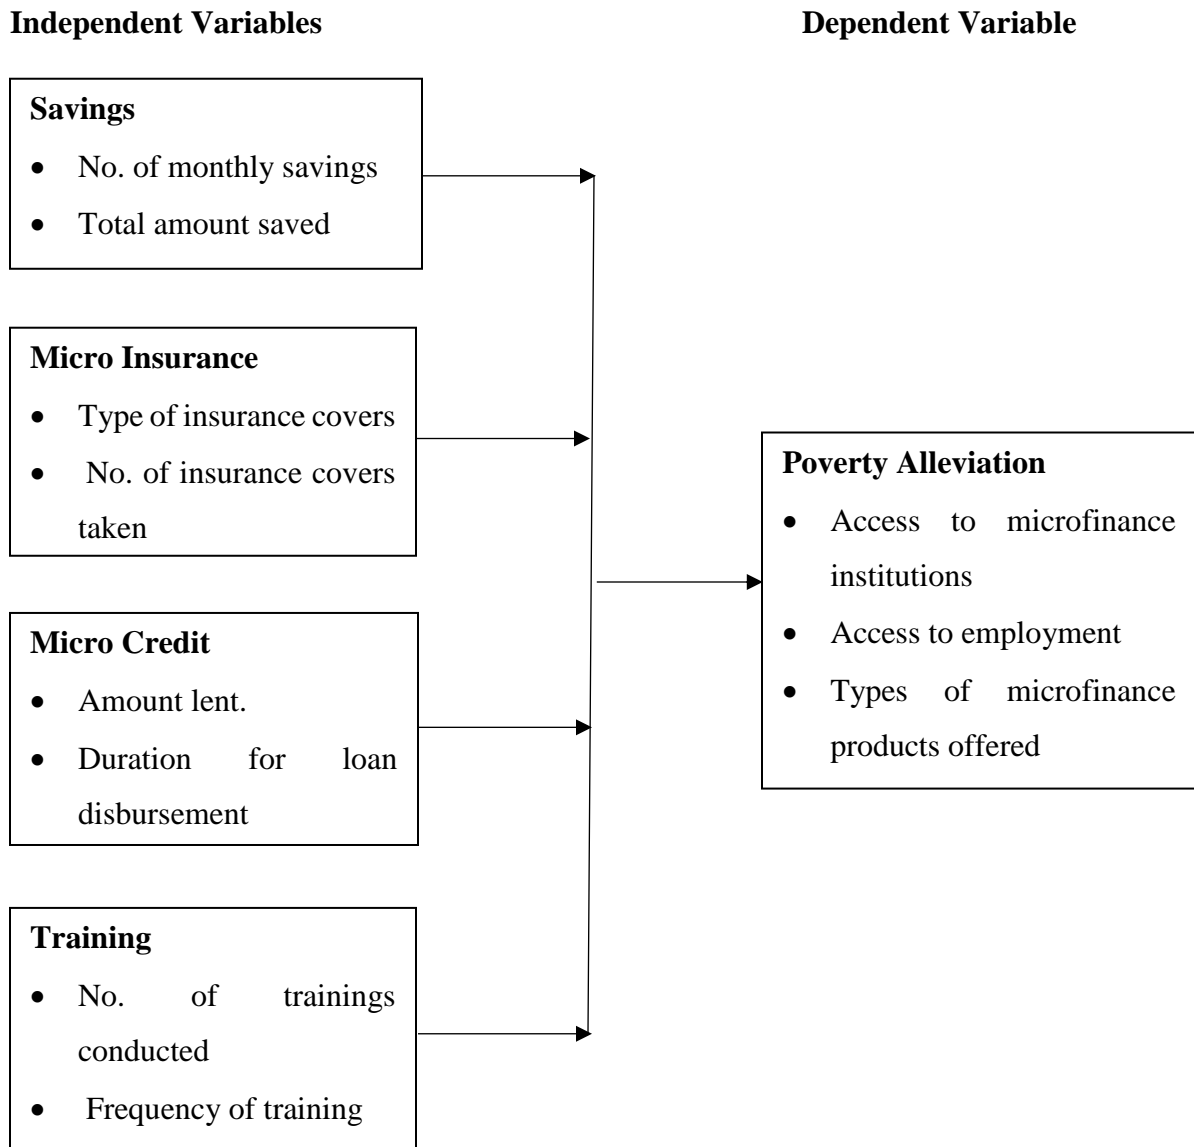 Independent Variables
Dependent Variable
Savings
• No. of monthly savings
• Total amount saved
Micro Insurance
• Type of insurance covers
• No. of insurance covers
taken
Micro Credit
• Amount lent.
• Duration for loan
disbursement
Training
• No. of trainings
conducted
• Frequency of training
Poverty Alleviation
• Access to microfinance
institutions
• Access to employment
• Types of microfinance
products offered